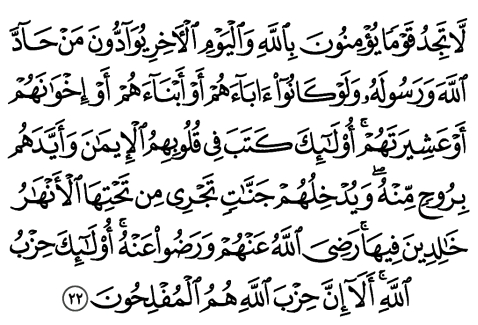 لَّا تَجِدُ قَوْمًا يُؤْمِنُونَ بِٱللَّهِ وَٱلْيَوْمِ ٱلْـَٔاخِرِ يُوَآدُّونَ مَنْ حَآدَّ
ٱللَّهَ وَرَسُولَهُۥ وَلَوْ كَانُوٓا۟ ءَابَآءَهُمْ أَوْ أَبْنَآءَهُمْ أَوْ إِخْوَٰنَهُمْ
أَوْ عَشِيرَتَهُمْ ۚ أُو۟لَـٰٓئِكَ كَتَبَ فِى قُلُوبِهِمُ ٱلْإِيمَـٰنَ وَأَيَّدَهُم
بِرُوحٍ مِّنْهُ ۖ وَيُدْخِلُهُمْ جَنَّـٰتٍ تَجْرِى مِن تَحْتِهَا ٱلْأَنْهَـٰرُ
خَـٰلِدِينَ فِيهَا ۚ رَضِىَ ٱللَّهُ عَنْهُمْ وَرَضُوا۟ عَنْهُ ۚ أُو۟لَـٰٓئِكَ حِزْبُ
ٱللَّهِ ۚ أَلَآ إِنَّ حِزْبَ ٱللَّهِ هُمُ ٱلْمُفْلِحُونَ ٢٢